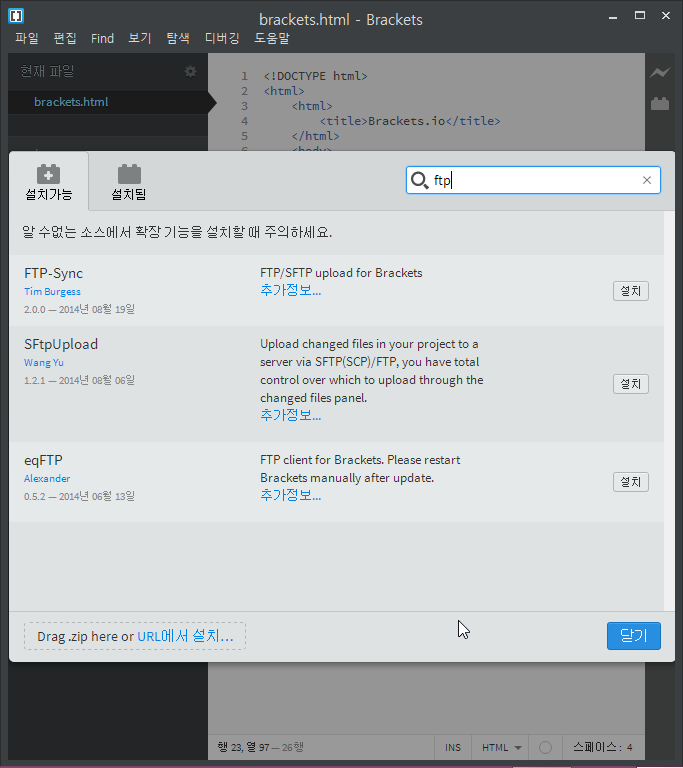 brackets.html - Brackets
파일 편집 Find 보기 탐색 디버깅 도움말
현재 파일
brackets.html
1 <!DOCTYPE html>
2 <html>
3 <html>
4 <title>Brackets.io</title>
5 </html>
6 <body>
설치가능
설치됨
ftp
알 수없는 소스에서 확장 기능을 설치할 때 주의하세요.
FTP-Sync
Tim Burgess
2.0.0 — 2014년 08월 19일
FTP/SFTP upload for Brackets
추가정보...
설치
SFtpUpload
Wang Yu
1.2.1 — 2014년 08월 06일
Upload changed files in your project to a
server via SFTP(SCP)/FTP, you have total
control over which to upload through the
changed files panel.
추가정보...
설치
eqFTP
Alexander
0.5.2 — 2014년 06월 13일
FTP client for Brackets. Please restart
Brackets manually after update.
추가정보...
설치
Drag .zip here or URL에서 설치...
닫기
행 23, 열 97 — 26행
INS
HTML
스페이스: 4